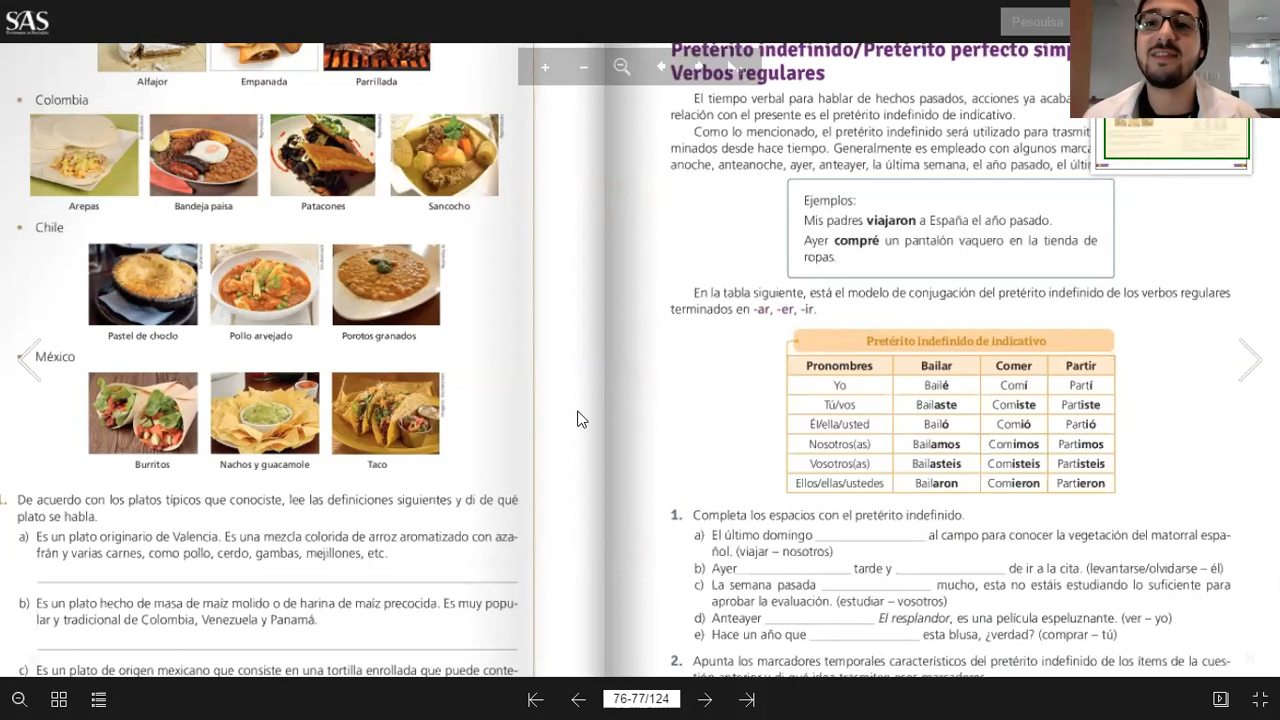 SAS
Pesquisa
Alfajor
Empanada
Parrillada
Colombia
Arepas
Bandeja paisa
Patacones
Sancocho
Chile
Pastel de choclo
Pollo arvejado
Porotos granados
México
Burritos
Nachos y guacamole
Taco
1. De acuerdo con los platos típicos que conociste, lee las definiciones siguientes y di de qué
plato se habla.
a) Es un plato originario de Valencia. Es una mezcla colorida de arroz aromatizado con aza-
frán y varias carnes, como pollo, cerdo, gambas, mejillones, etc.
b) Es un plato hecho de masa de maíz molido o de harina de maíz precocida. Es muy popu-
lar y tradicional de Colombia, Venezuela y Panamá.
c) Es un plato de origen mexicano que consiste en una tortilla enrollada que puede conte-
Pretérito indefinido/Pretérito perfecto
Verbos regulares
El tiempo verbal para hablar de hechos pasados, acciones ya
relación con el presente es el pretérito indefinido de indicativo.
Como lo mencionado, el pretérito indefinido será utilizado para
minados desde hace tiempo. Generalmente es empleado con algunos
anoche, anteanoche, ayer, anteayer, la última semana, el año pasado, el
Ejemplos:
Mis padres viajaron a España el año pasado.
Ayer compré un pantalón vaquero en la tienda de
ropas.
En la tabla siguiente, está el modelo de conjugación del pretérito indefinido de los verbos regulares
terminados en -ar, -er, -ir.
Pretérito indefinido de indicativo
Pronombres Bailar Comer Partir
Yo Bailé Comí Partí
Tú/vos Bailaste Comiste Partiste
Él/ella/usted Bailó Comió Partió
Nosotros(as) Bailamos Comimos Partimos
Vosotros(as) Bailasteis Comisteis Partisteis
Ellos/ellas/ustedes Bailaron Comieron Partieron
1. Completa los espacios con el pretérito indefinido.
a) El último domingo ____________ al campo para conocer la vegetación del matorral espa-
ñol. (viajar – nosotros)
b) Ayer____________ tarde y ____________ de ir a la cita. (levantarse/olvidarse – él)
c) La semana pasada ____________ mucho, esta no estáis estudiando lo suficiente para
aprobar la evaluación. (estudiar – vosotros)
d) Anteayer ____________ El resplandor, es una película espeluznante. (ver – yo)
e) Hace un año que ____________ esta blusa, ¿verdad? (comprar – tú)
2. Apunta los marcadores temporales característicos del pretérito indefinido de los ítems de la cues-
76-77/124